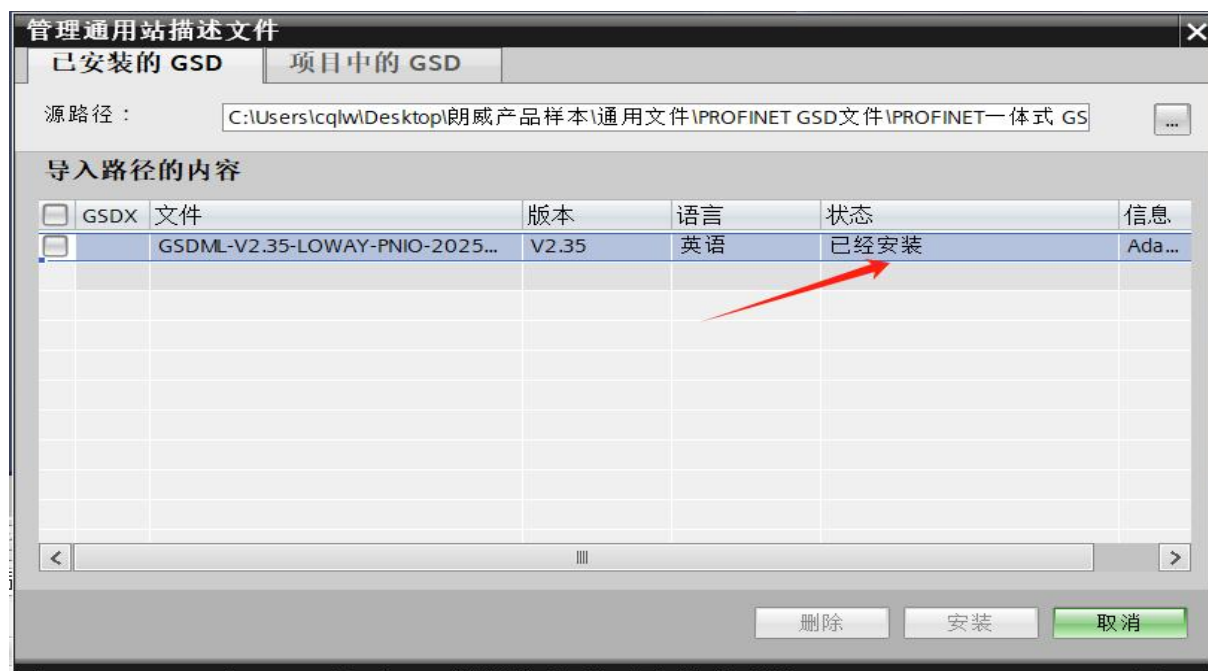 管理通用站描述文件
已安装的 GSD 项目中的 GSD
源路径： C:\Users\cqlw\Desktop\朗威产品样本\通用文件\PROFINET GSD文件\PROFINET一体式 GS ...
导入路径的内容
GSDX 文件 版本 语言 状态 信息
GSDML-V2.35-LOWAY-PNIO-2025... V2.35 英语 已经安装 Ada...
删除 安装 取消